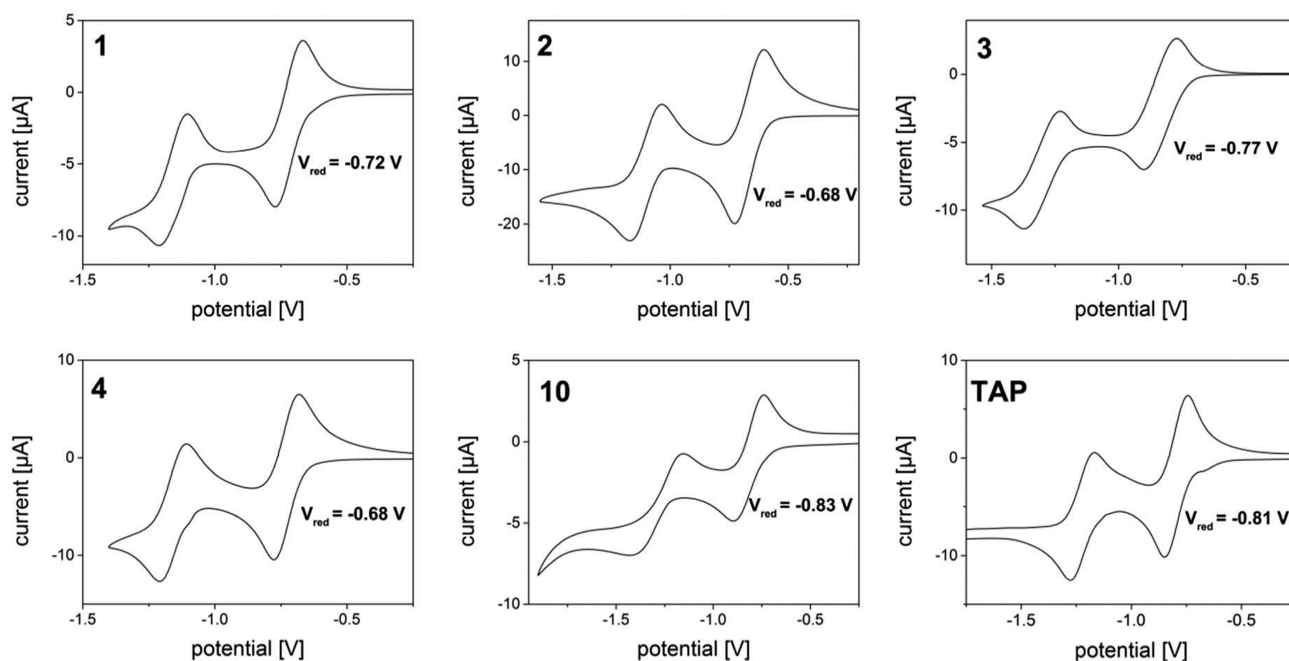 1
5
0
-5
-10
current [µA]
V_red = -0.72 V
-1.5 -1.0 -0.5
potential [V]
2
10
0
-10
-20
current [µA]
V_red = -0.68 V
-1.5 -1.0 -0.5
potential [V]
3
0
-5
-10
current [µA]
V_red = -0.77 V
-1.5 -1.0 -0.5
potential [V]
4
10
0
-10
current [µA]
V_red = -0.68 V
-1.5 -1.0 -0.5
potential [V]
10
5
0
-5
-10
current [µA]
V_red = -0.83 V
-1.5 -1.0 -0.5
potential [V]
TAP
10
5
0
-5
-10
-15
current [µA]
V_red = -0.81 V
-1.5 -1.0 -0.5
potential [V]